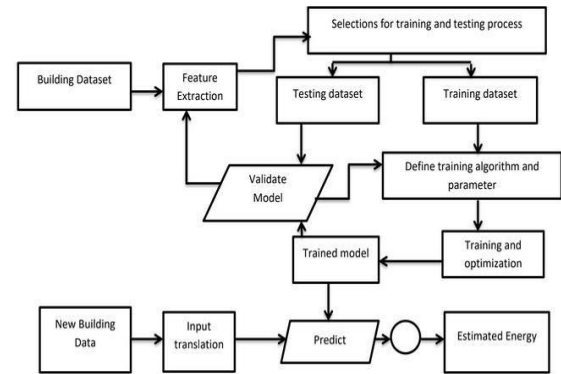 Selections for training and testing process
Building Dataset
Feature
Extraction
Testing dataset
Training dataset
Validate
Model
Define training algorithm and
parameter
Trained model
Training and
optimization
New Building
Data
Input
translation
Predict
Estimated Energy